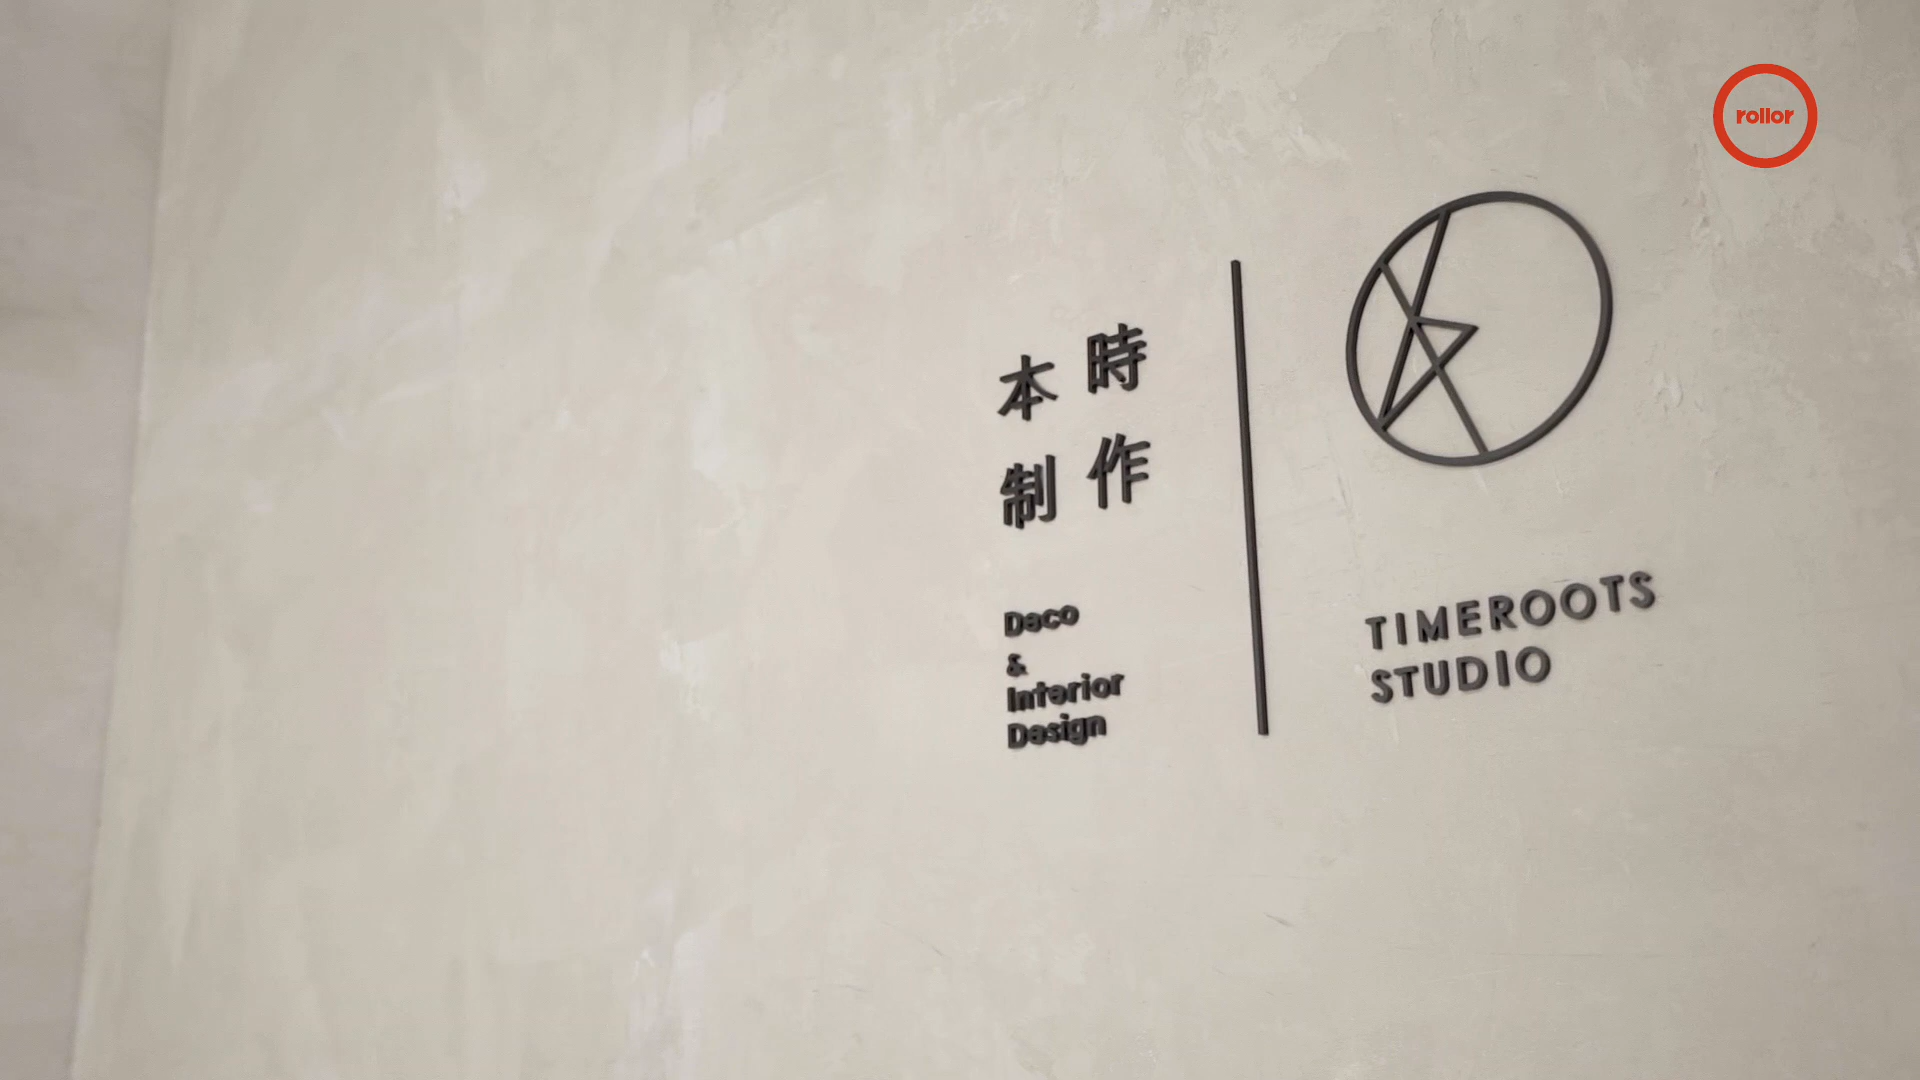 rollor
時作
本制
Deco
&
Interior
Design
TIMEROOTS
STUDIO